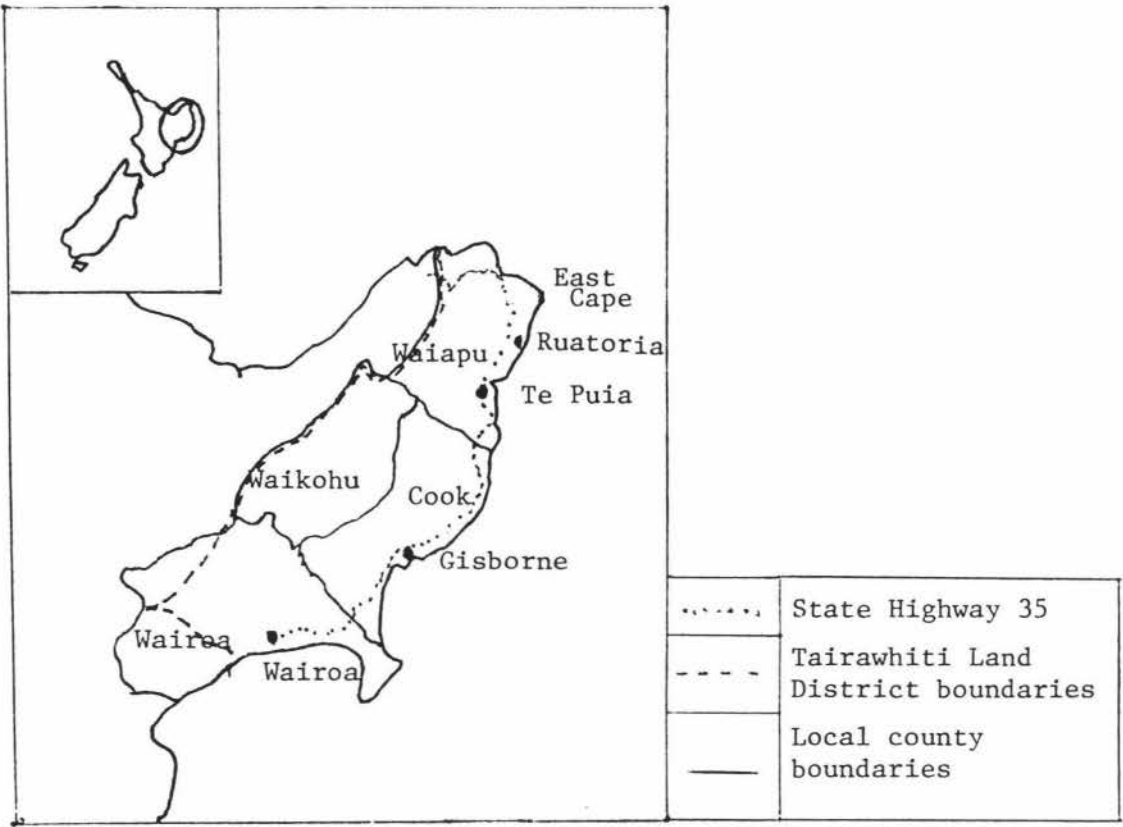 East
Cape
Waiapu
Ruatoria
Te Puia
Waikohu
Cook
Gisborne
Wairoa
Wairoa
State Highway 35
Tairawhiti Land
District boundaries
Local county
boundaries